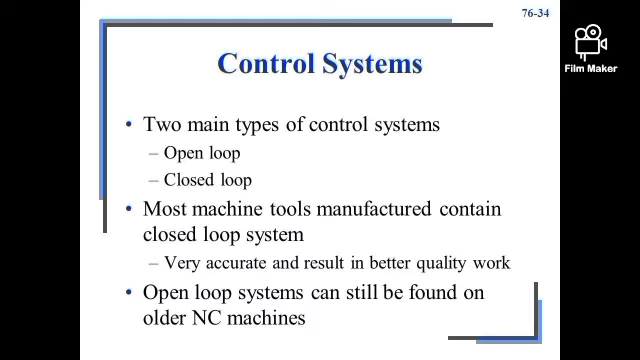 76-34
Film Maker
Control Systems
• Two main types of control systems
– Open loop
– Closed loop
• Most machine tools manufactured contain
closed loop system
– Very accurate and result in better quality work
• Open loop systems can still be found on
older NC machines